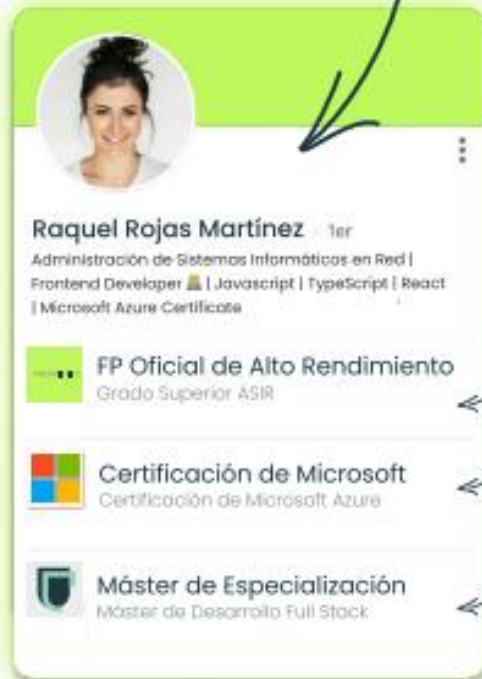 Raquel Rojas Martínez · 1er
Administración de Sistemas Informáticos en Red |
Frontend Developer 👩‍💻 | Javascript | TypeScript | React
| Microsoft Azure Certificate
FP Oficial de Alto Rendimiento
Grado Superior ASIR
Certificación de Microsoft
Certificación de Microsoft Azure
Máster de Especialización
Máster de Desarrollo Full Stack